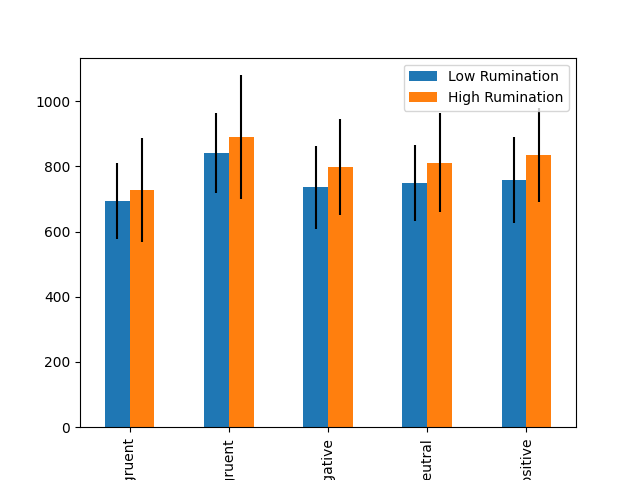 Low Rumination
High Rumination
1000
800
600
400
200
0
gruent
gruent
gative
eutral
ositive